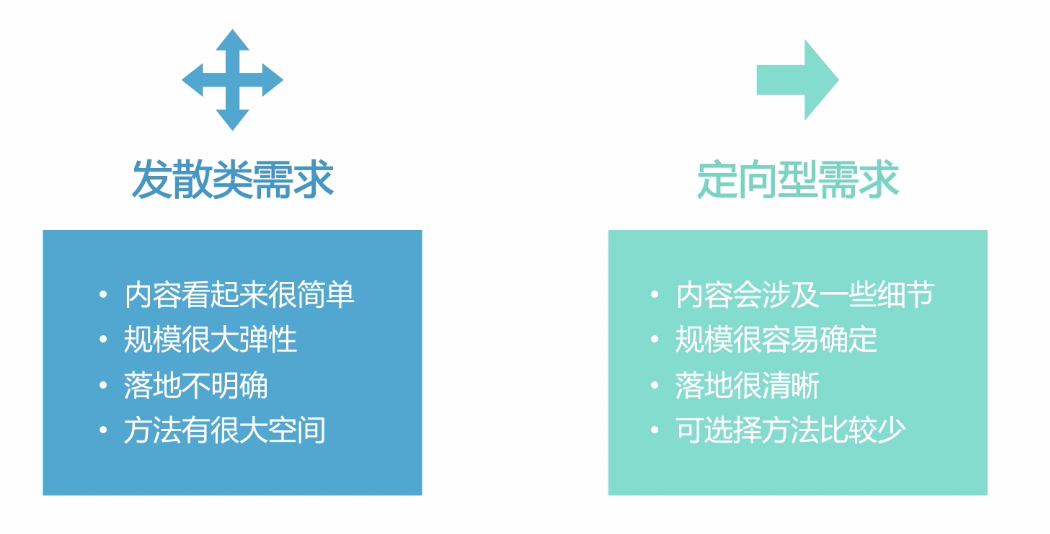 发散类需求
• 内容看起来很简单
• 规模很大弹性
• 落地不明确
• 方法有很大空间
定向型需求
• 内容会涉及一些细节
• 规模很容易确定
• 落地很清晰
• 可选择方法比较少